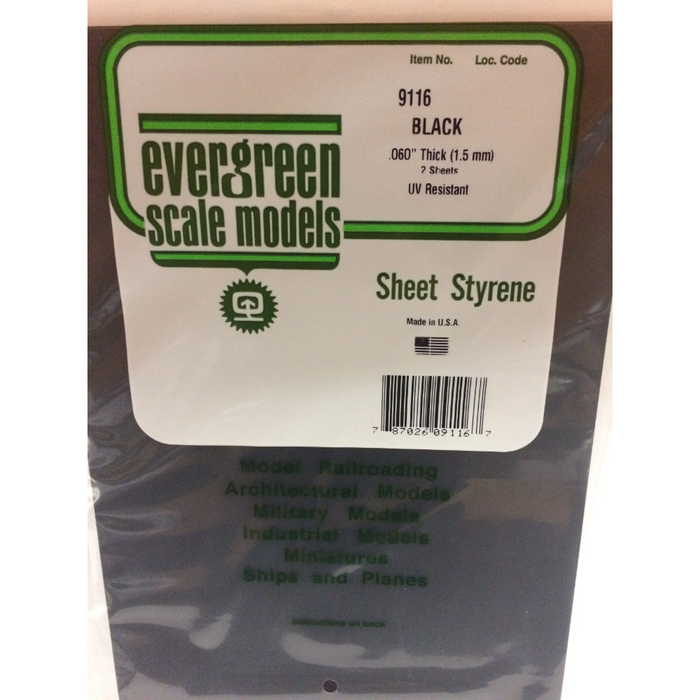 Item No. Loc. Code
9116
BLACK
.060" Thick (1.5 mm)
2 Sheets
UV Resistant
evergreen
scale models
Sheet Styrene
Made in U.S.A.
7 87026 09116 7
Model Railroading
Architectural Models
Military Models
Industrial Models
Miniatures
Ships and Planes
Instructions on back